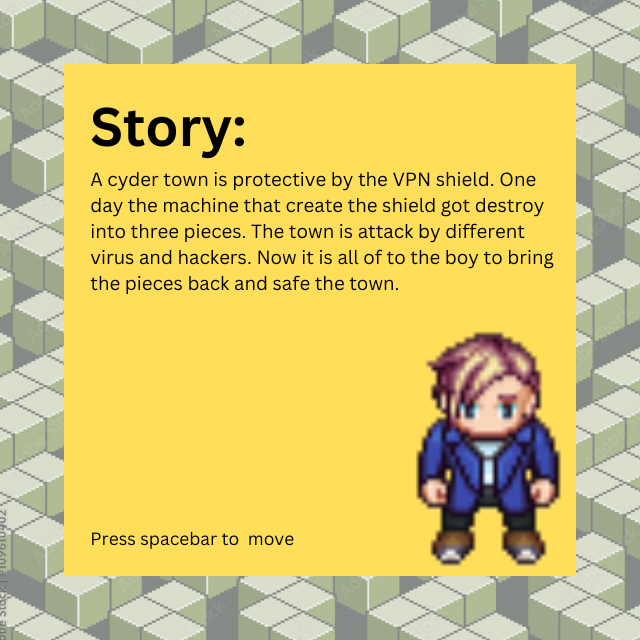 Story:
A cyder town is protective by the VPN shield. One
day the machine that create the shield got destroy
into three pieces. The town is attack by different
virus and hackers. Now it is all of to the boy to bring
the pieces back and safe the town.
Press spacebar to  move